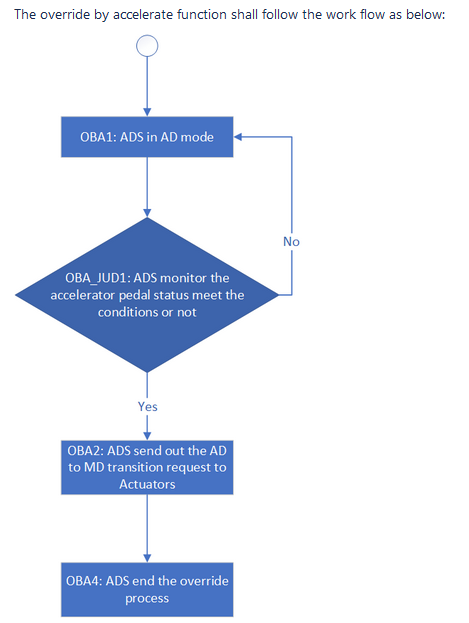 The override by accelerate function shall follow the work flow as below:
OBA1: ADS in AD mode
No
OBA_JUD1: ADS monitor the
accelerator pedal status meet the
conditions or not
Yes
OBA2: ADS send out the AD
to MD transition request to
Actuators
OBA4: ADS end the override
process